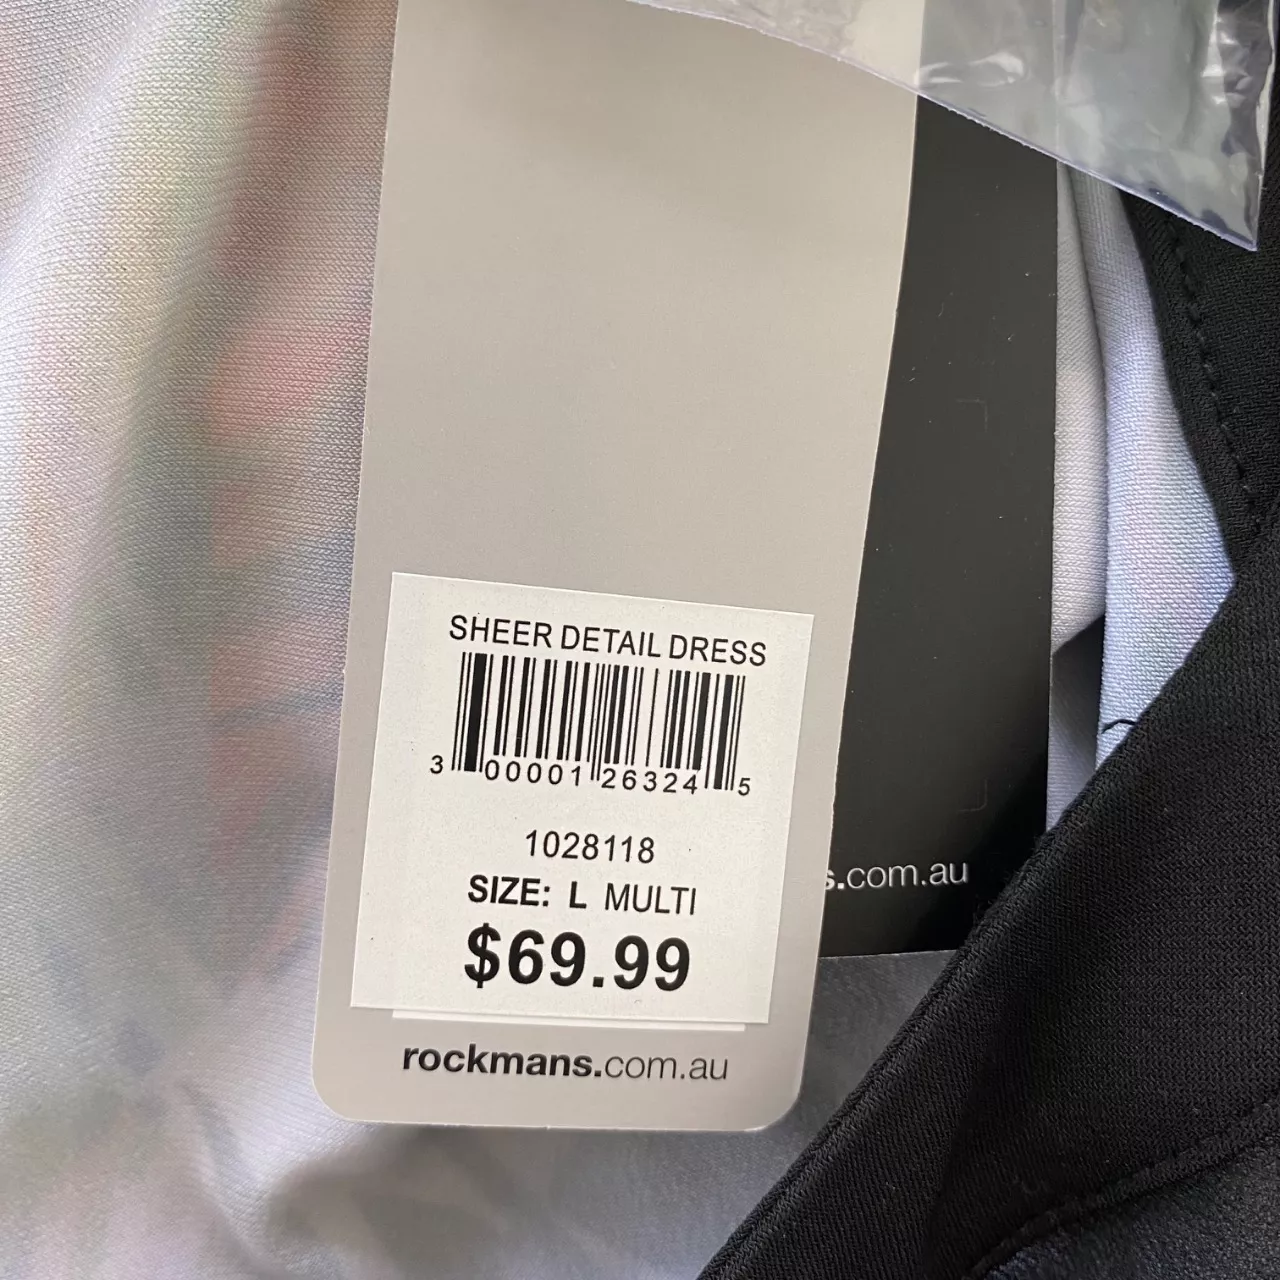 SHEER DETAIL DRESS
3 00001 26324 5
1028118
SIZE: L MULTI
$69.99
rockmans.com.au
s.com.au